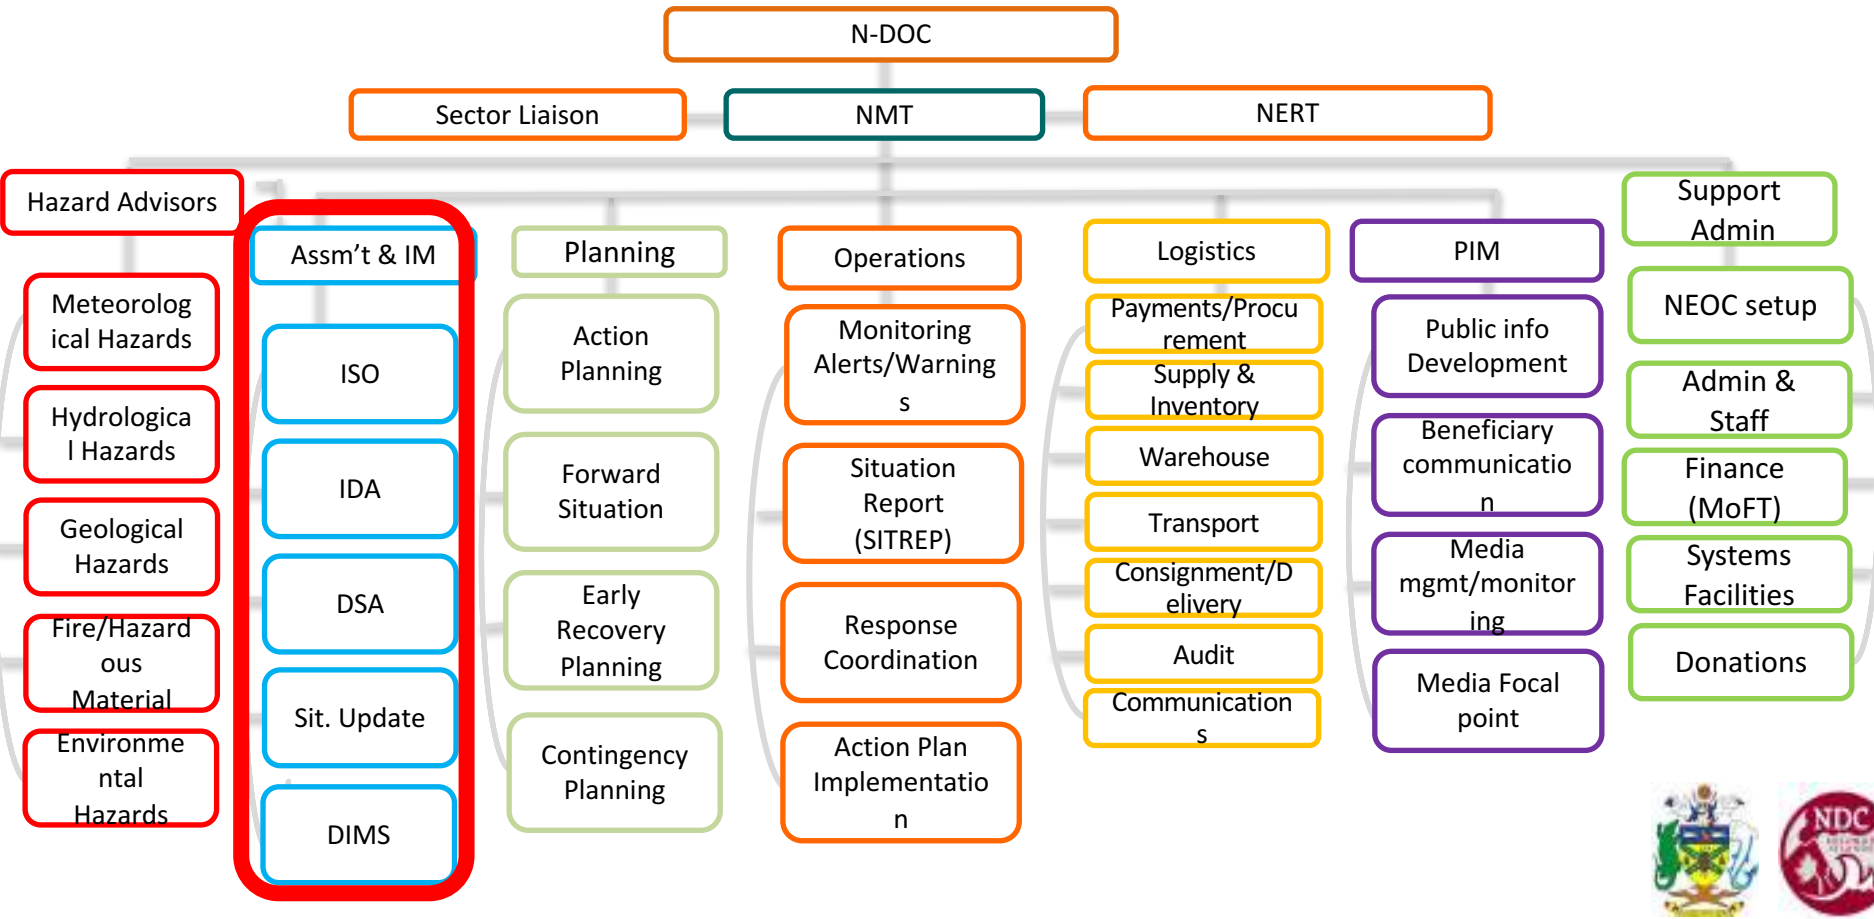 N-DOC
Sector Liaison
NMT
NERT
Hazard Advisors
Meteorolog
ical Hazards
Hydrologica
l Hazards
Geological
Hazards
Fire/Hazard
ous
Material
Environme
ntal
Hazards
Assm’t & IM
ISO
IDA
DSA
Sit. Update
DIMS
Planning
Action
Planning
Forward
Situation
Early
Recovery
Planning
Contingency
Planning
Operations
Monitoring
Alerts/Warning
s
Situation
Report
(SITREP)
Response
Coordination
Action Plan
Implementatio
n
Logistics
Payments/Procu
rement
Supply &
Inventory
Warehouse
Transport
Consignment/D
elivery
Audit
Communication
s
PIM
Public info
Development
Beneficiary
communicatio
n
Media
mgmt/monitor
ing
Media Focal
point
Support
Admin
NEOC setup
Admin &
Staff
Finance
(MoFT)
Systems
Facilities
Donations
NDC